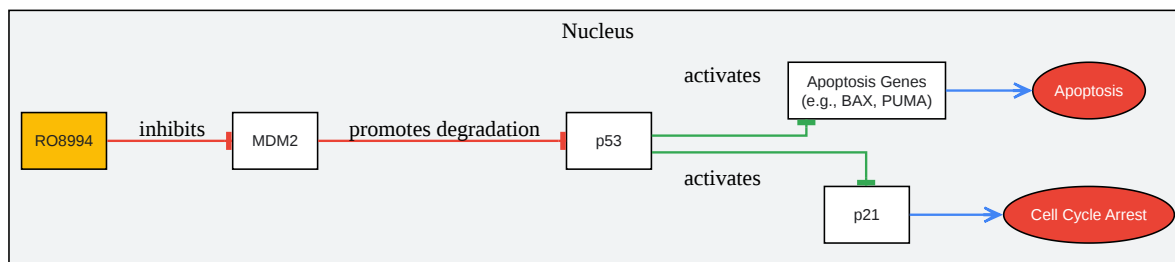 Nucleus
activates
Apoptosis Genes
(e.g., BAX, PUMA)
Apoptosis
RO8994
inhibits
MDM2
promotes degradation
p53
activates
p21
Cell Cycle Arrest